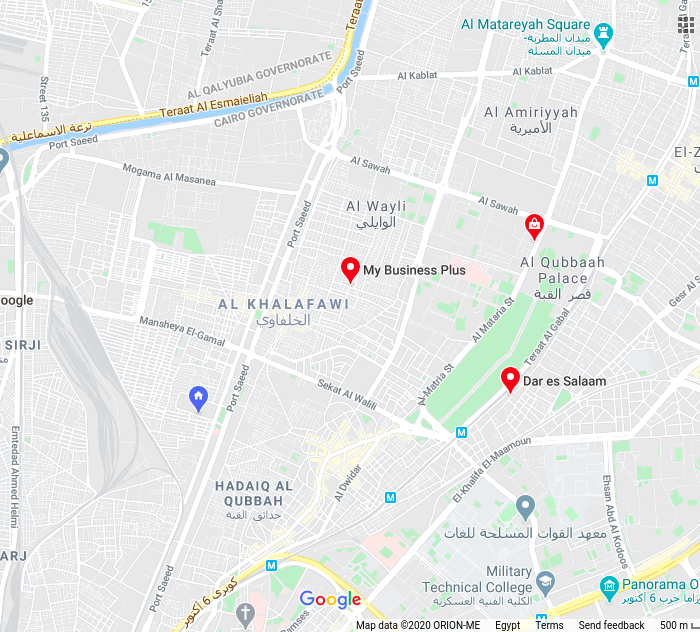 Al Matareyah Square
ميدان المطرية-
ميدان المسلة
Teraat Al
Teraat Al
Teraat
Street 135
AL QALYUBIA GOVERNORATE
Teraat Al Esmaieliah
ترعة الاسماعلية
CAIRO GOVERNORATE
Port Saeed
Port Saeed
Al Kablat
Al Kablat
Al Amiriyyah
الأميرية
Al Sawah
El-Z
Mogama Al Masanea
Al Wayli
الوايلي
Al Sawah
Port Saeed
Al Qubbaah
Palace
قصر القبة
My Business Plus
Gesr Al S
oogle
AL KHALAFAWI
الخلفاوي
Mansheya El-Gamal
Al Mataria St
Teraat Al Gabal
SIRJI
Sekat Al Walili
Al-Matria St
Dar es Salaam
Port Saeed
Emtedad Ahmed Helmi
El-Khalifa El-Maamoun
Al Dwidar
HADAIQ AL
QUBBAH
حدائق القبة
Ehsan Abd Al Kodoos
معهد القوات المسلحة للغات
ARJ
Port Saeed
كوبرى 6 أكتوبر
Military
Technical College
الكلية الفنية العسكرية
Panorama O
راما حرب 6 أكتوبر
Google
Ramses
Map data ©2020 ORION-ME
Egypt
Terms
Send feedback
500 m